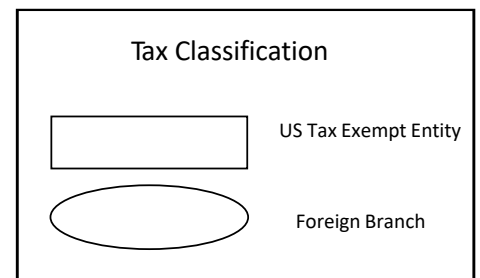 Tax Classification
US Tax Exempt Entity
Foreign Branch